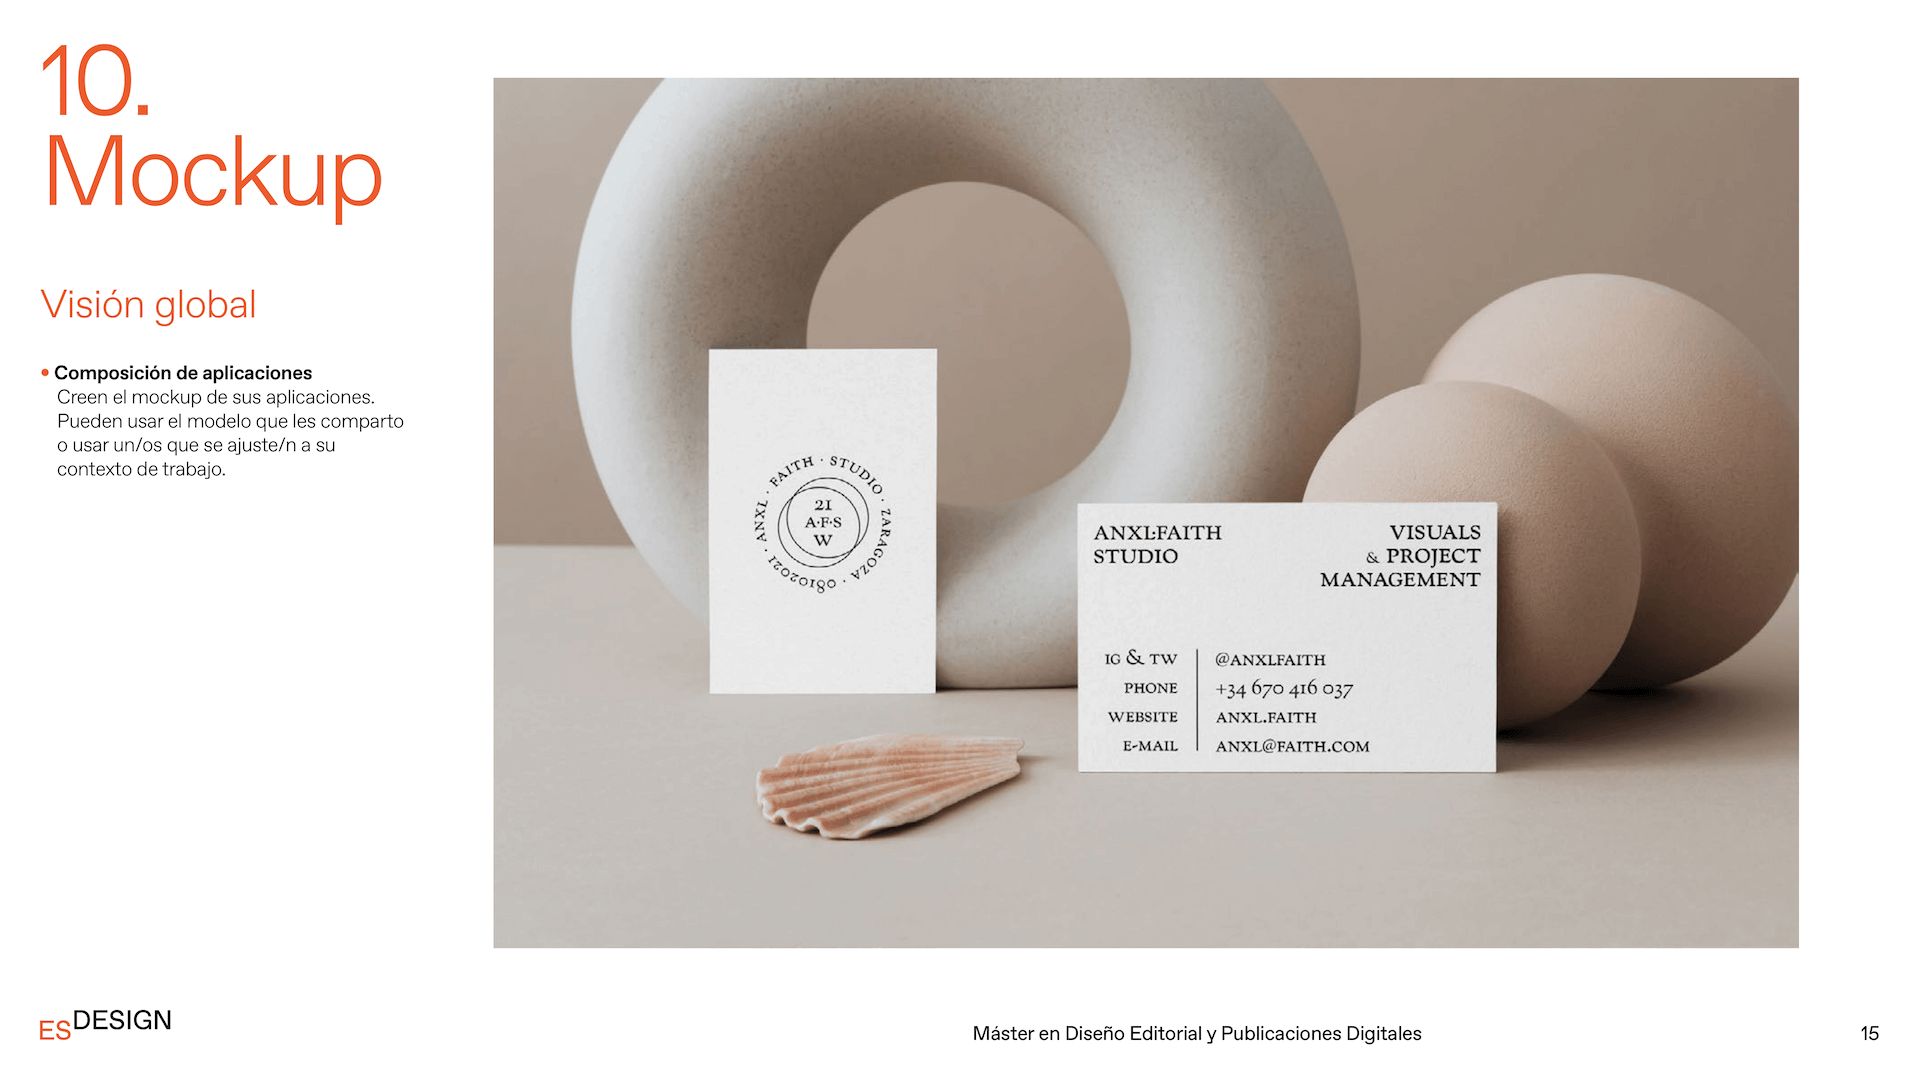 10.
Mockup
Visión global
• Composición de aplicaciones
Creen el mockup de sus aplicaciones.
Pueden usar el modelo que les comparto
o usar un/os que se ajuste/n a su
contexto de trabajo.
ANXL · FAITH · STUDIO · ZARAGOZA · 08102021 ·
21
A·F·S
W
ANXL·FAITH
STUDIO
VISUALS
& PROJECT
MANAGEMENT
IG & TW @ANXLFAITH
PHONE +34 670 416 037
WEBSITE ANXL.FAITH
E-MAIL ANXL@FAITH.COM
ESDESIGN
Máster en Diseño Editorial y Publicaciones Digitales
15